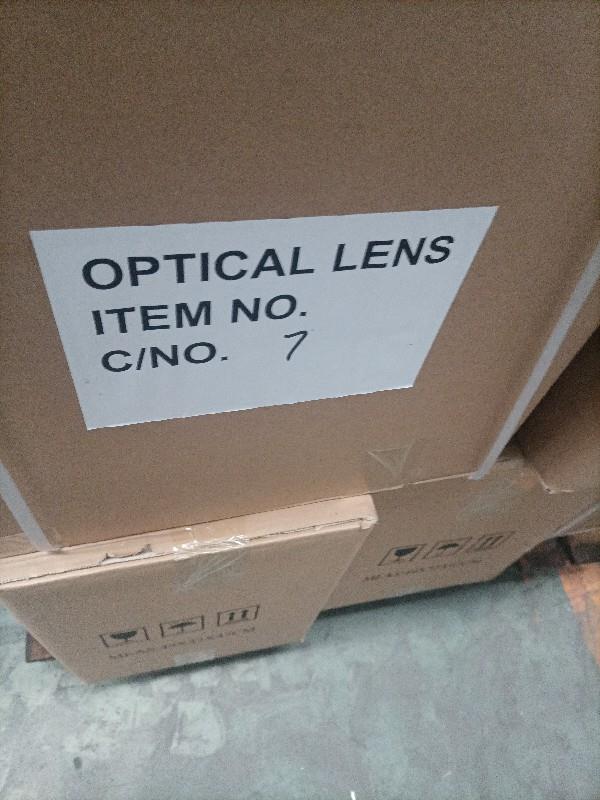 OPTICAL LENS
ITEM NO.
C/NO. 7